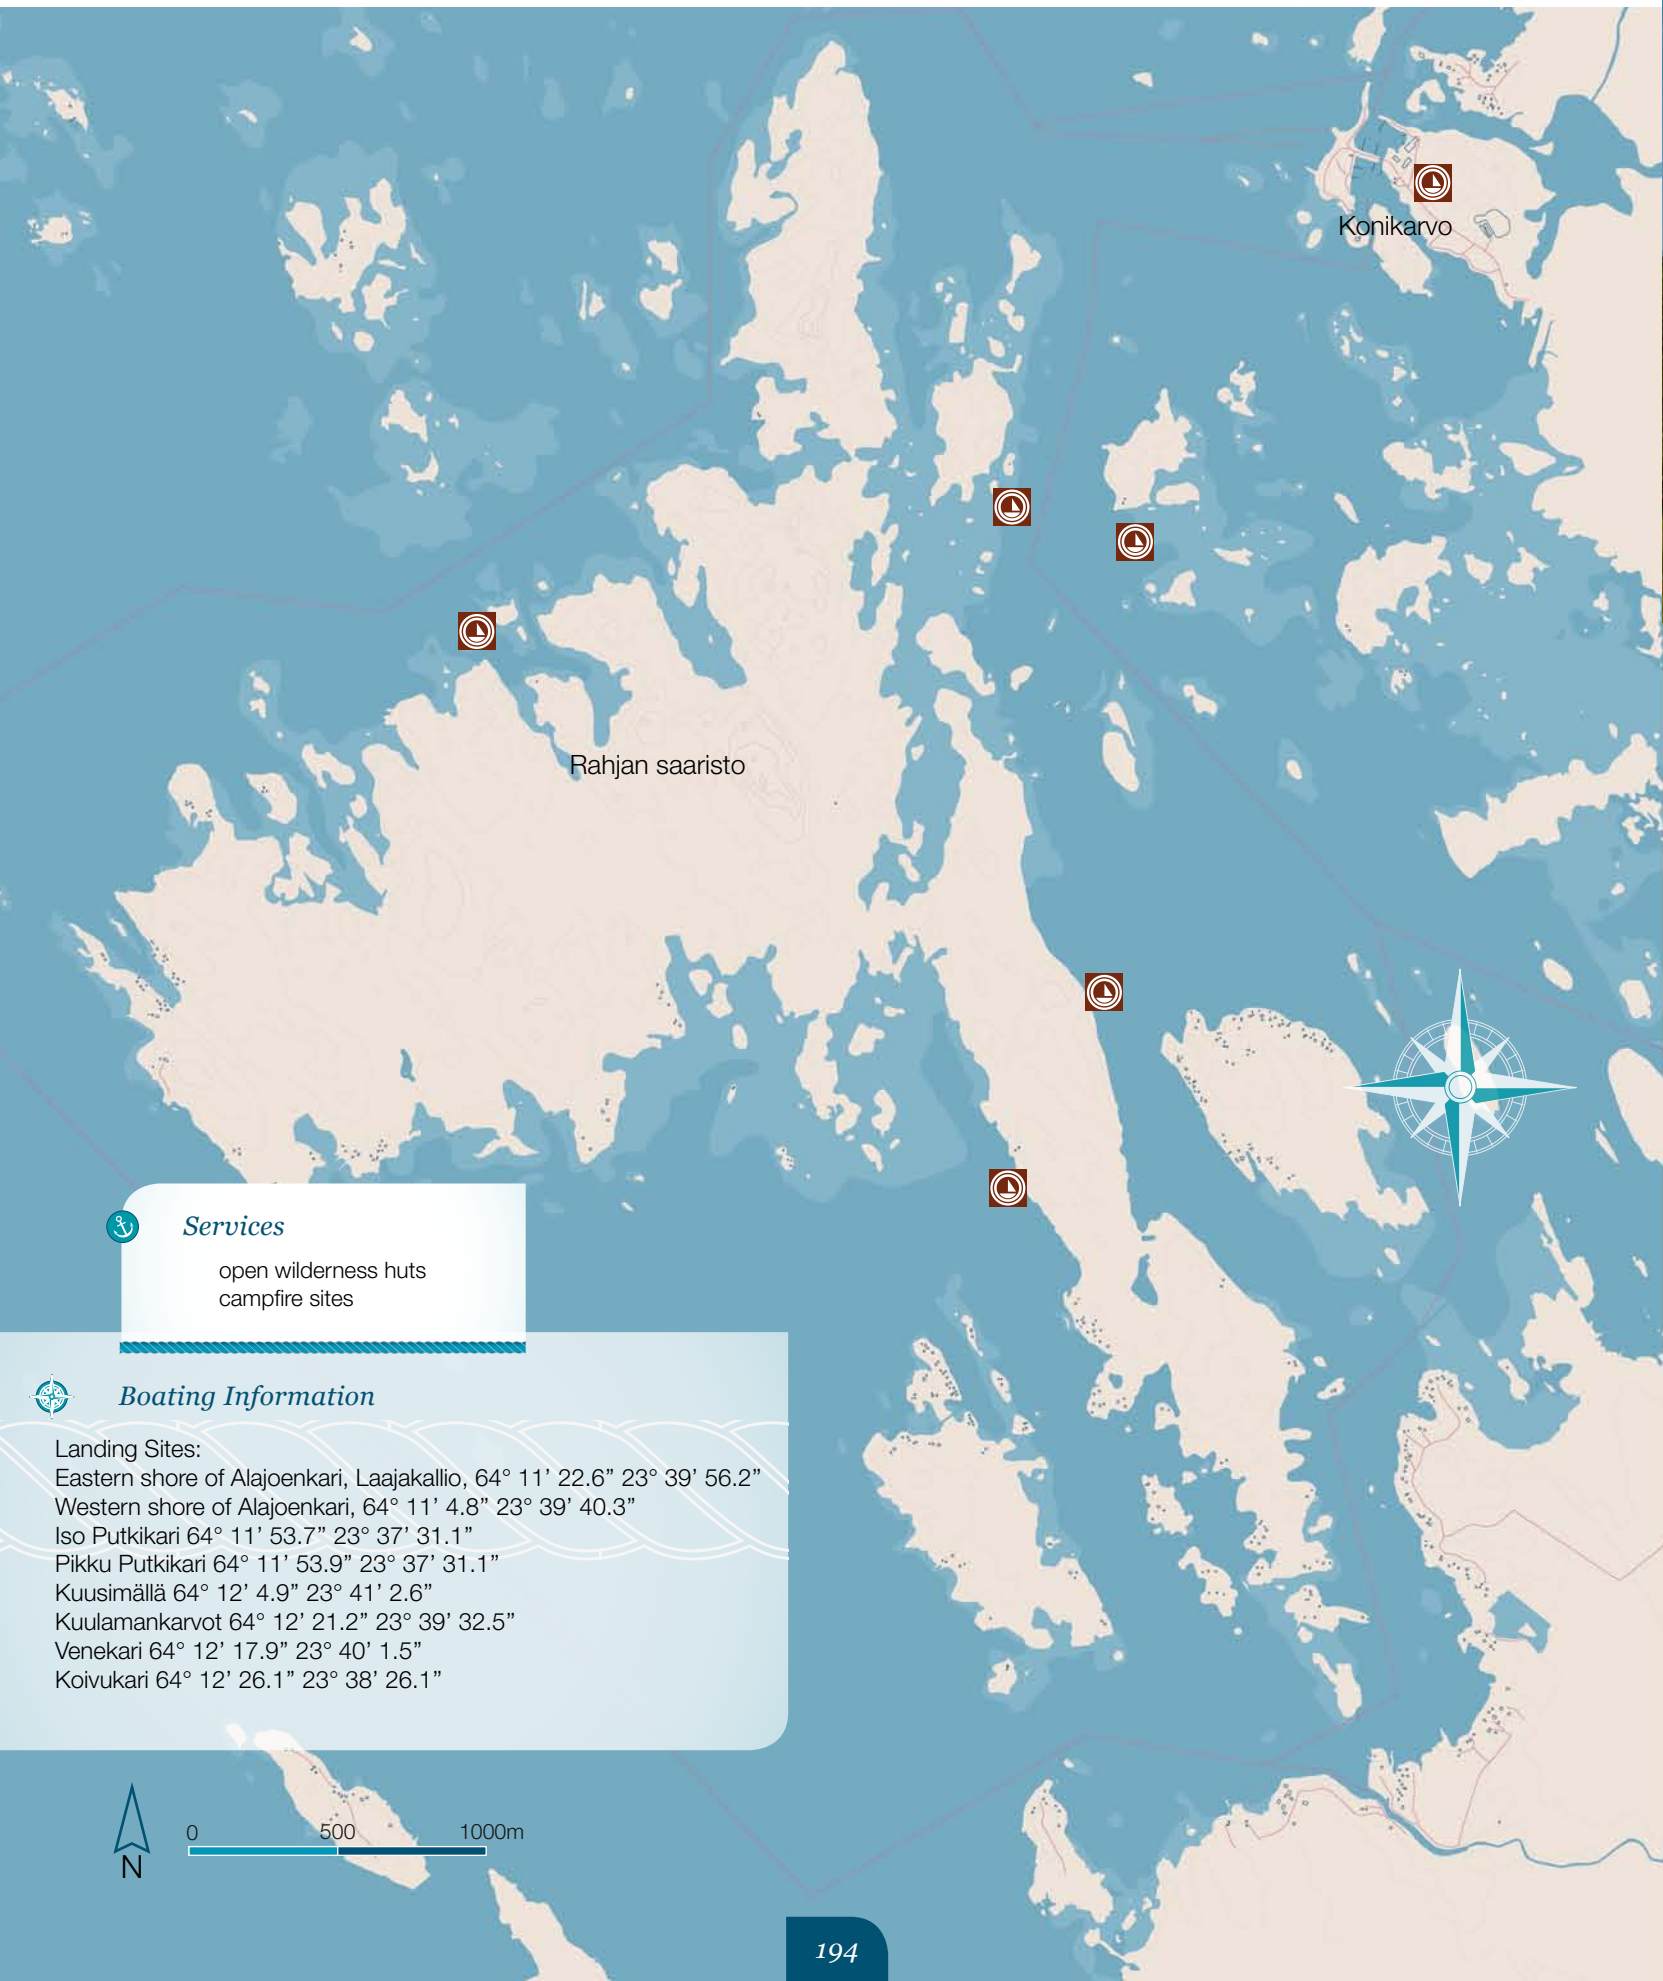 Konikarvo
Rahjan saaristo
Services
open wilderness huts
campfire sites
Boating Information
Landing Sites:
Eastern shore of Alajoenkari, Laajakallio, 64° 11’ 22.6” 23° 39’ 56.2”
Western shore of Alajoenkari, 64° 11’ 4.8” 23° 39’ 40.3”
Iso Putkikari 64° 11’ 53.7” 23° 37’ 31.1”
Pikku Putkikari 64° 11’ 53.9” 23° 37’ 31.1”
Kuusimällä 64° 12’ 4.9” 23° 41’ 2.6”
Kuulamankarvot 64° 12’ 21.2” 23° 39’ 32.5”
Venekari 64° 12’ 17.9” 23° 40’ 1.5”
Koivukari 64° 12’ 26.1” 23° 38’ 26.1”
0 500 1000m
N
194